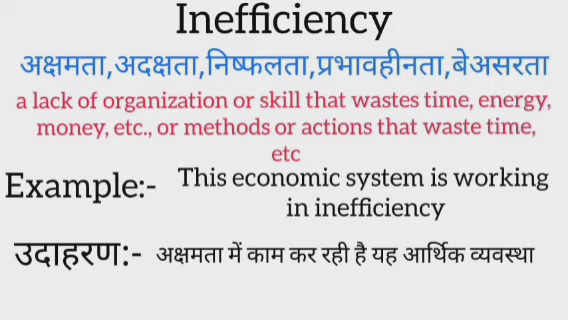 Inefficiency
अक्षमता,अदक्षता,निष्फलता,प्रभावहीनता,बेअसरता
a lack of organization or skill that wastes time, energy,
money, etc., or methods or actions that waste time,
etc
Example:- This economic system is working
in inefficiency
उदाहरण:- अक्षमता में काम कर रही है यह आर्थिक व्यवस्था